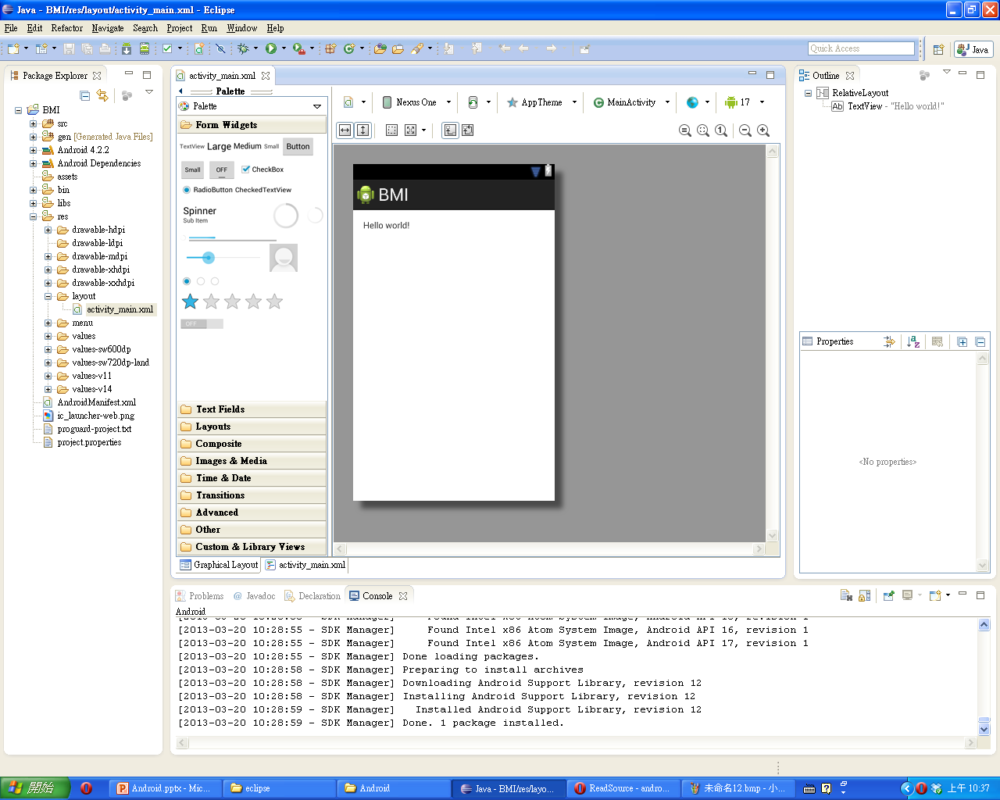 Java - BMI/res/layout/activity_main.xml - Eclipse
File Edit Refactor Navigate Search Project Run Window Help
Quick Access
Java
Package Explorer
BMI
src
gen [Generated Java Files]
Android 4.2.2
Android Dependencies
assets
bin
libs
res
drawable-hdpi
drawable-ldpi
drawable-mdpi
drawable-xhdpi
drawable-xxhdpi
layout
activity_main.xml
menu
values
values-sw600dp
values-sw720dp-land
values-v11
values-v14
AndroidManifest.xml
ic_launcher-web.png
proguard-project.txt
project.properties
activity_main.xml
Palette
Palette
Form Widgets
TextView Large Medium Small Button
Small OFF CheckBox
RadioButton CheckedTextView
Spinner
Sub Item
OFF
Text Fields
Layouts
Composite
Images & Media
Time & Date
Transitions
Advanced
Other
Custom & Library Views
Nexus One AppTheme MainActivity 17
BMI
Hello world!
Graphical Layout activity_main.xml
Outline
RelativeLayout
Ab TextView - "Hello world!"
Properties
<No properties>
Problems Javadoc Declaration Console
Android
[2013-03-20 10:28:55 - SDK Manager] Found Intel x86 Atom System Image, Android API 16, revision 1
[2013-03-20 10:28:55 - SDK Manager] Found Intel x86 Atom System Image, Android API 17, revision 1
[2013-03-20 10:28:55 - SDK Manager] Done loading packages.
[2013-03-20 10:28:58 - SDK Manager] Preparing to install archives
[2013-03-20 10:28:58 - SDK Manager] Downloading Android Support Library, revision 12
[2013-03-20 10:28:58 - SDK Manager] Installing Android Support Library, revision 12
[2013-03-20 10:28:59 - SDK Manager] Installed Android Support Library, revision 12
[2013-03-20 10:28:59 - SDK Manager] Done. 1 package installed.
開始 Android.pptx - Mic... eclipse Android Java - BMI/res/layo... ReadSource - andro... 未命名12.bmp - 小... 上午 10:37